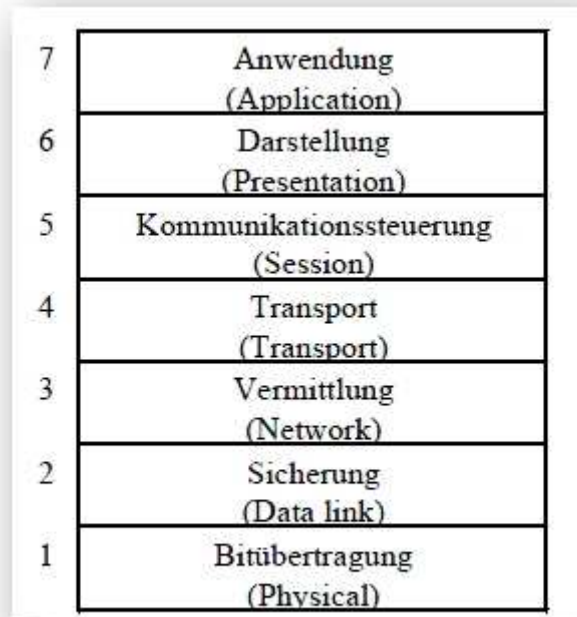 7 Anwendung
(Application)
6 Darstellung
(Presentation)
5 Kommunikationssteuerung
(Session)
4 Transport
(Transport)
3 Vermittlung
(Network)
2 Sicherung
(Data link)
1 Bitübertragung
(Physical)